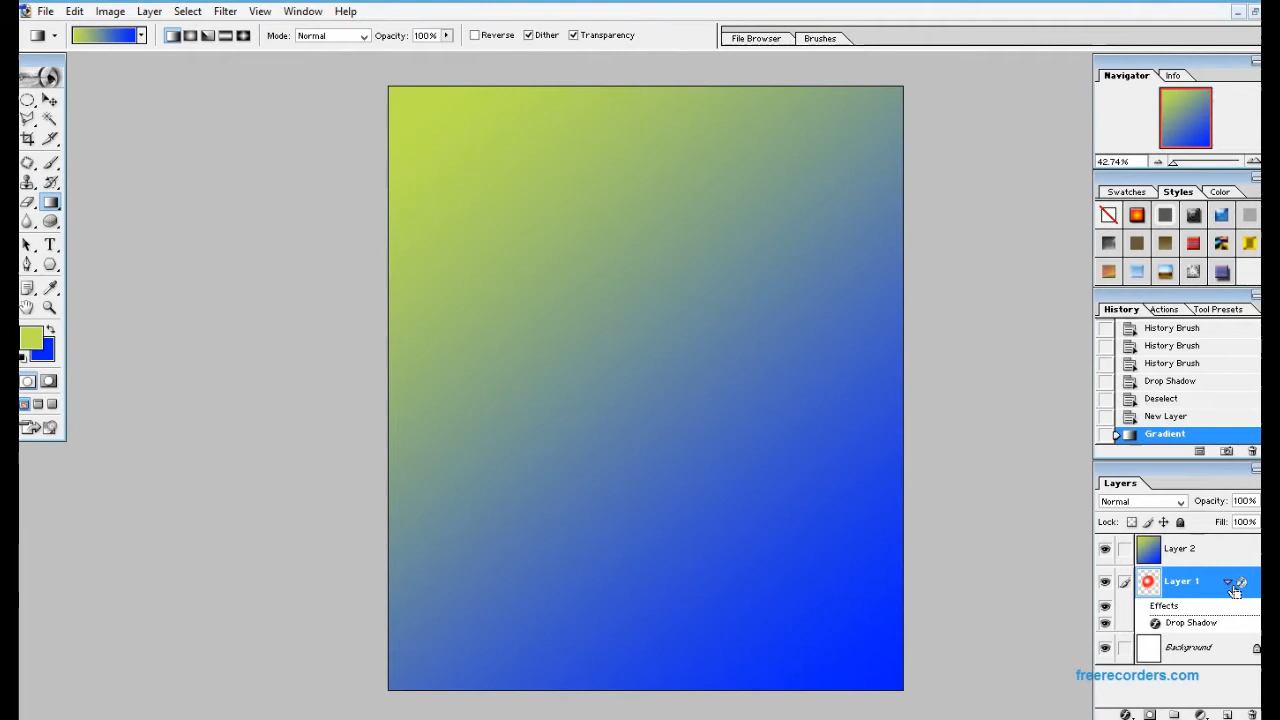 File Edit Image Layer Select Filter View Window Help
Mode: Normal Opacity: 100% Reverse Dither Transparency File Browser Brushes
Navigator Info
42.74%
Swatches Styles Color
History Actions Tool Presets
History Brush
History Brush
History Brush
Drop Shadow
Deselect
New Layer
Gradient
Layers
Normal Opacity: 100%
Lock: Fill: 100%
Layer 2
Layer 1
Effects
Drop Shadow
Background
freerecorders.com